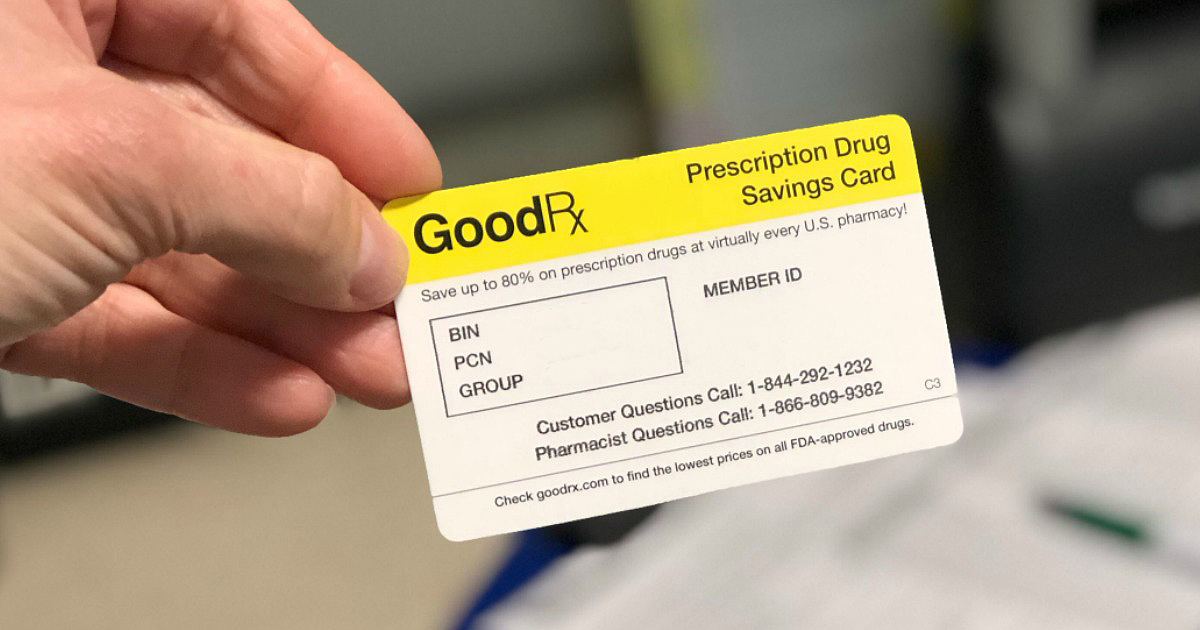 GoodRx
Prescription Drug
Savings Card
Save up to 80% on prescription drugs at virtually every U.S. pharmacy!
BIN
PCN
GROUP
MEMBER ID
Customer Questions Call: 1-844-292-1232
Pharmacist Questions Call: 1-866-809-9382
C3
Check goodrx.com to find the lowest prices on all FDA-approved drugs.